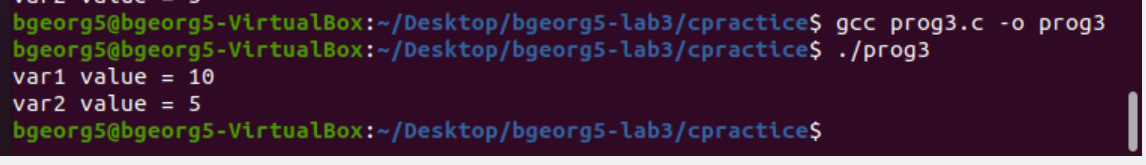 bgeorg5@bgeorg5-VirtualBox:~/Desktop/bgeorg5-lab3/cpractice$ gcc prog3.c -o prog3
bgeorg5@bgeorg5-VirtualBox:~/Desktop/bgeorg5-lab3/cpractice$ ./prog3
var1 value = 10
var2 value = 5
bgeorg5@bgeorg5-VirtualBox:~/Desktop/bgeorg5-lab3/cpractice$